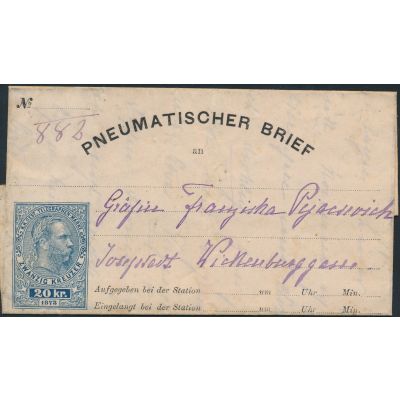 №
882
PNEUMATISCHER BRIEF
an
Gräfin Franziska Pejacsevich
Josefstadt Wickenburggasse
ZWANZIG KREUZER
20 kr.
1873
Aufgegeben bei der Station um Uhr Min.
Eingelangt bei der Station um Uhr Min.